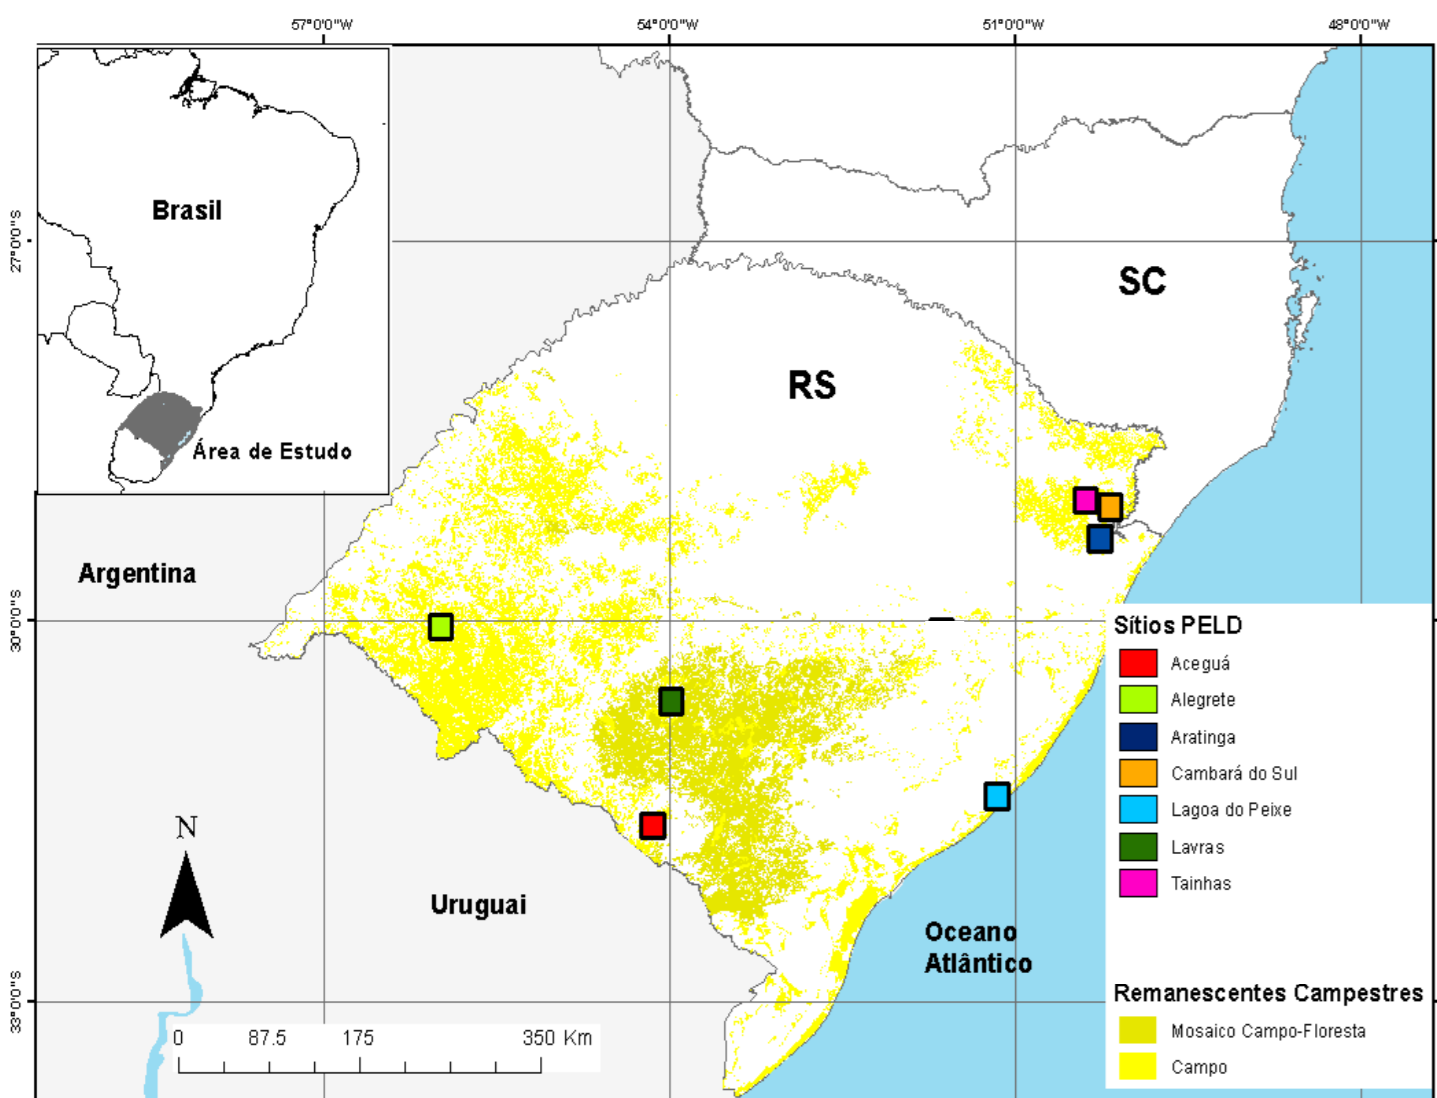 57°0'0"W
54°0'0"W
51°0'0"W
48°0'0"W
27°0'0"S
30°0'0"S
33°0'0"S
Brasil
Área de Estudo
SC
RS
Argentina
Uruguai
Oceano
Atlântico
N
0 87.5 175 350 Km
Sítios PELD
Aceguá
Alegrete
Aratinga
Cambará do Sul
Lagoa do Peixe
Lavras
Tainhas
Remanescentes Campestres
Mosaico Campo-Floresta
Campo